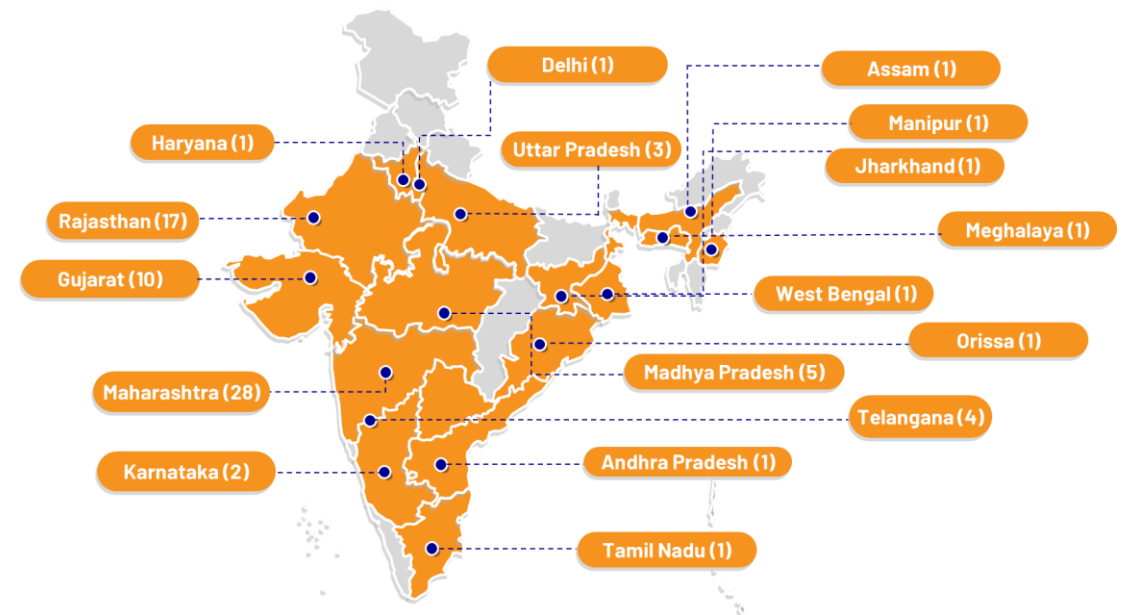 Delhi (1)
Assam (1)
Manipur (1)
Haryana (1)
Uttar Pradesh (3)
Jharkhand (1)
Rajasthan (17)
Meghalaya (1)
Gujarat (10)
West Bengal (1)
Orissa (1)
Madhya Pradesh (5)
Maharashtra (28)
Telangana (4)
Andhra Pradesh (1)
Karnataka (2)
Tamil Nadu (1)